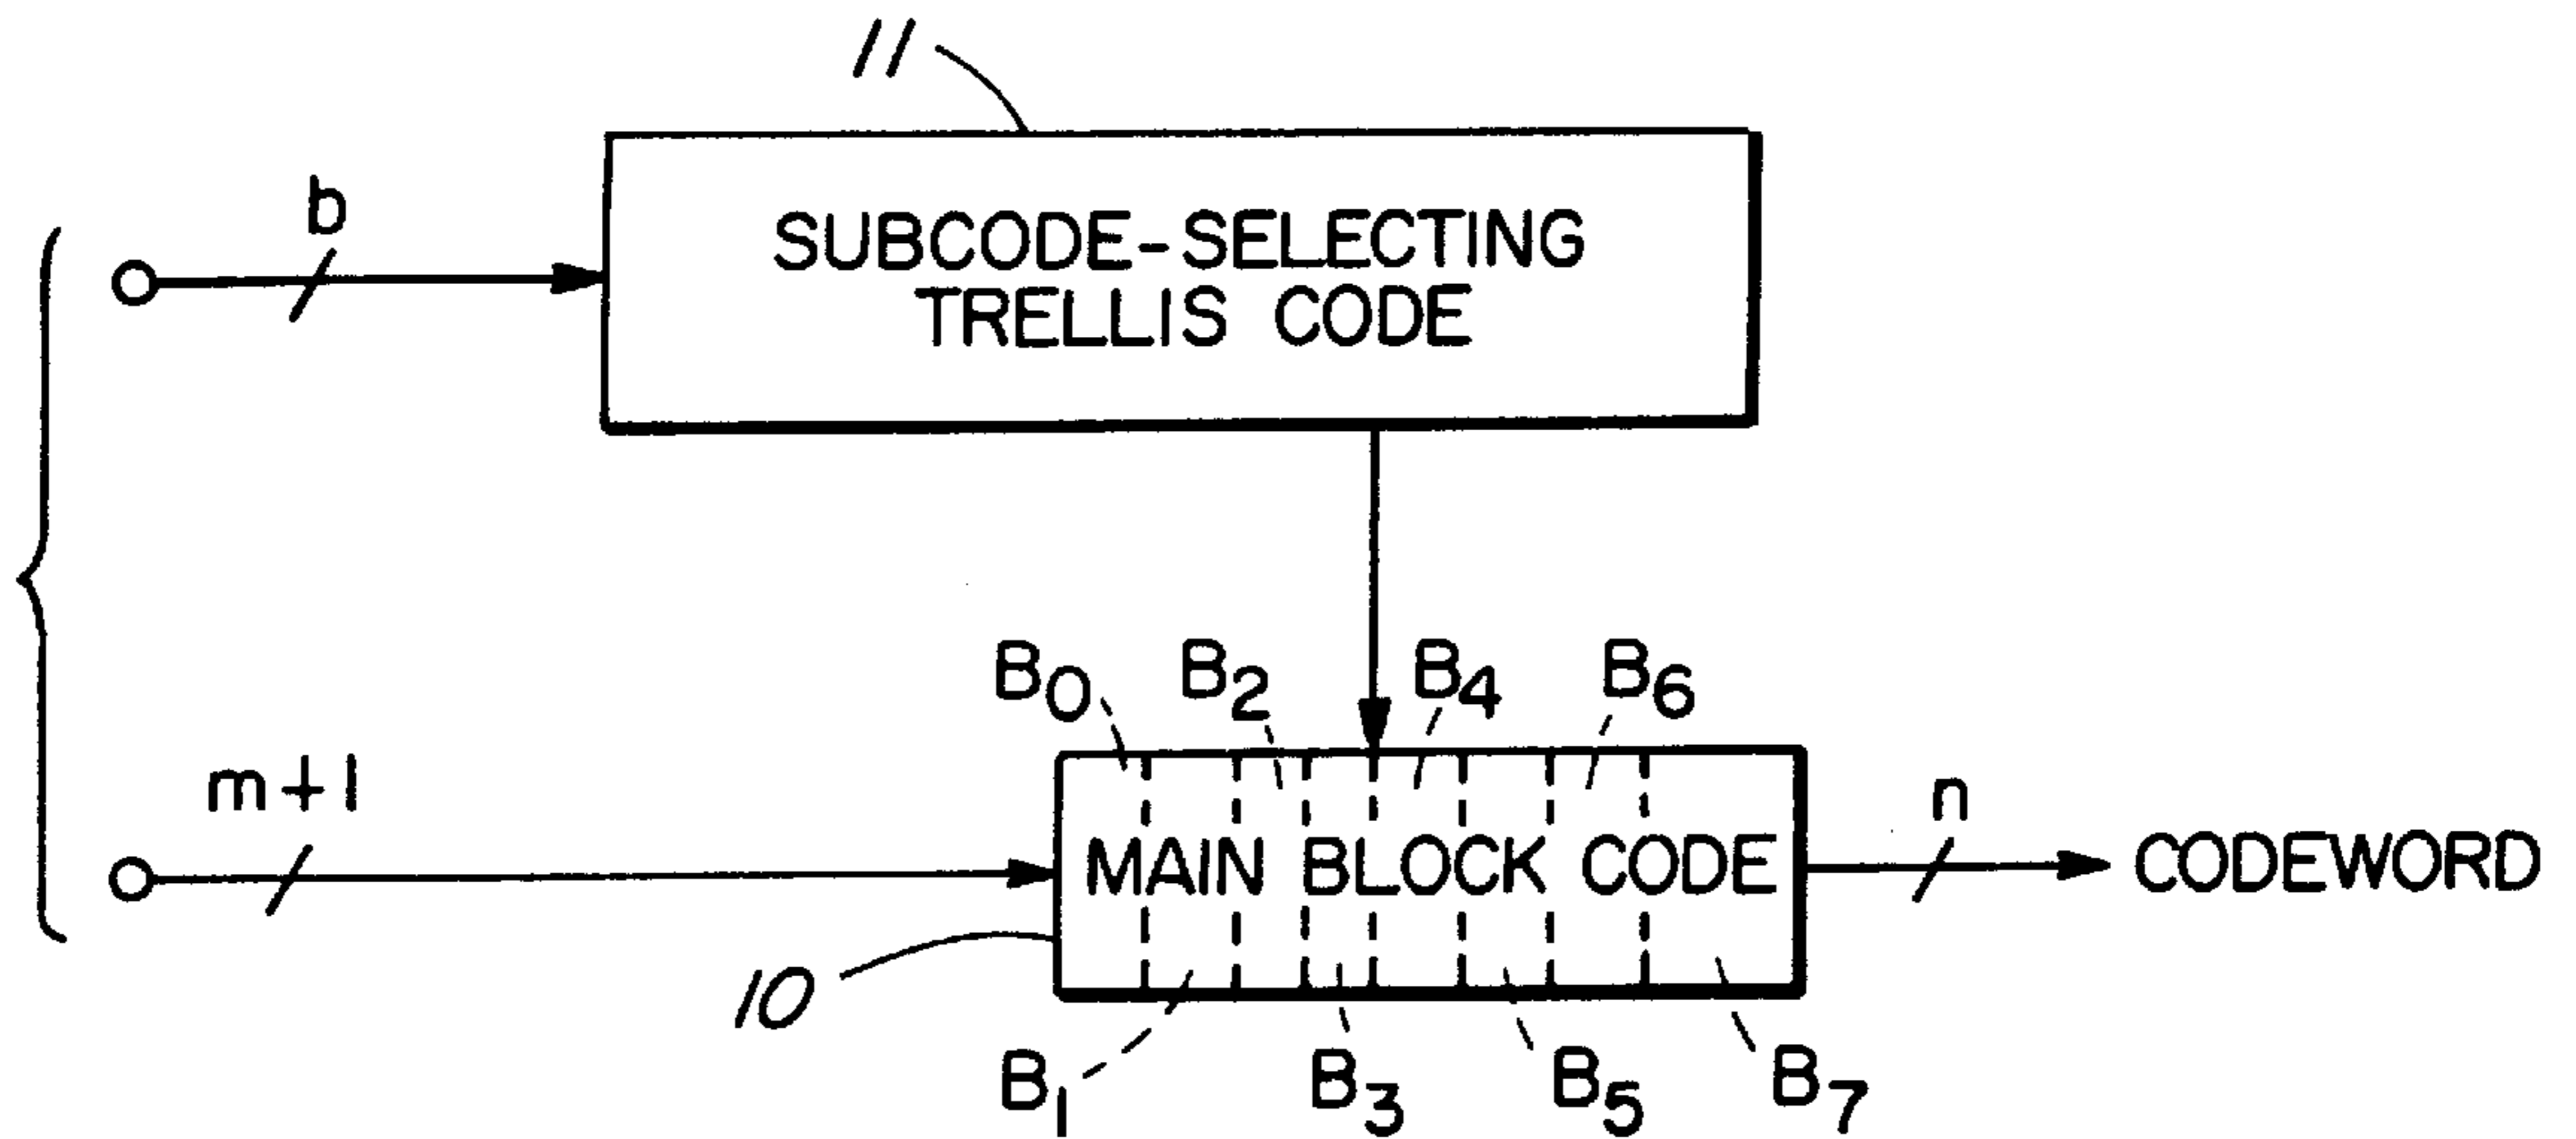 11
b
SUBCODE-SELECTING
TRELLIS CODE
B0 B2 B4 B6
m+1
n
MAIN BLOCK CODE
CODEWORD
10
B1 B3 B5 B7